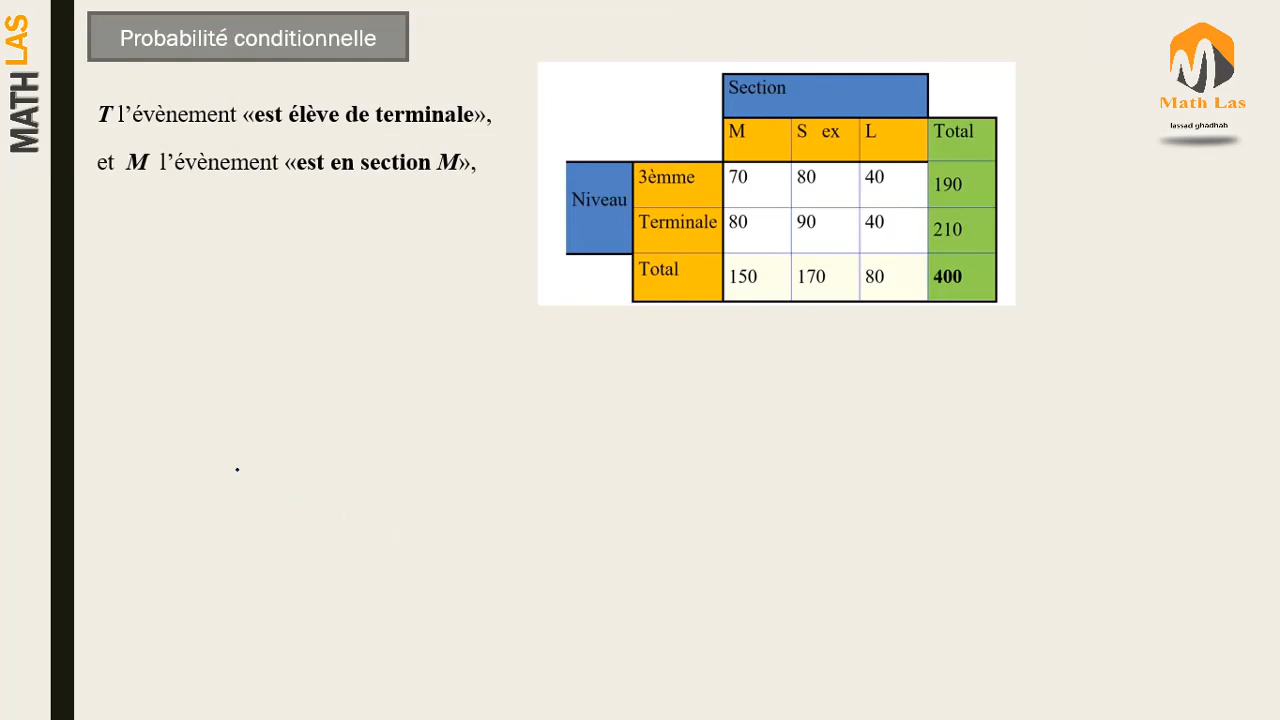 MATH LAS
Probabilité conditionnelle
T l’évènement «est élève de terminale»,
et M l’évènement «est en section M»,
Section
M S ex L Total
Niveau
3èmme 70 80 40 190
Terminale 80 90 40 210
Total 150 170 80 400
Math Las
lassad ghadhab